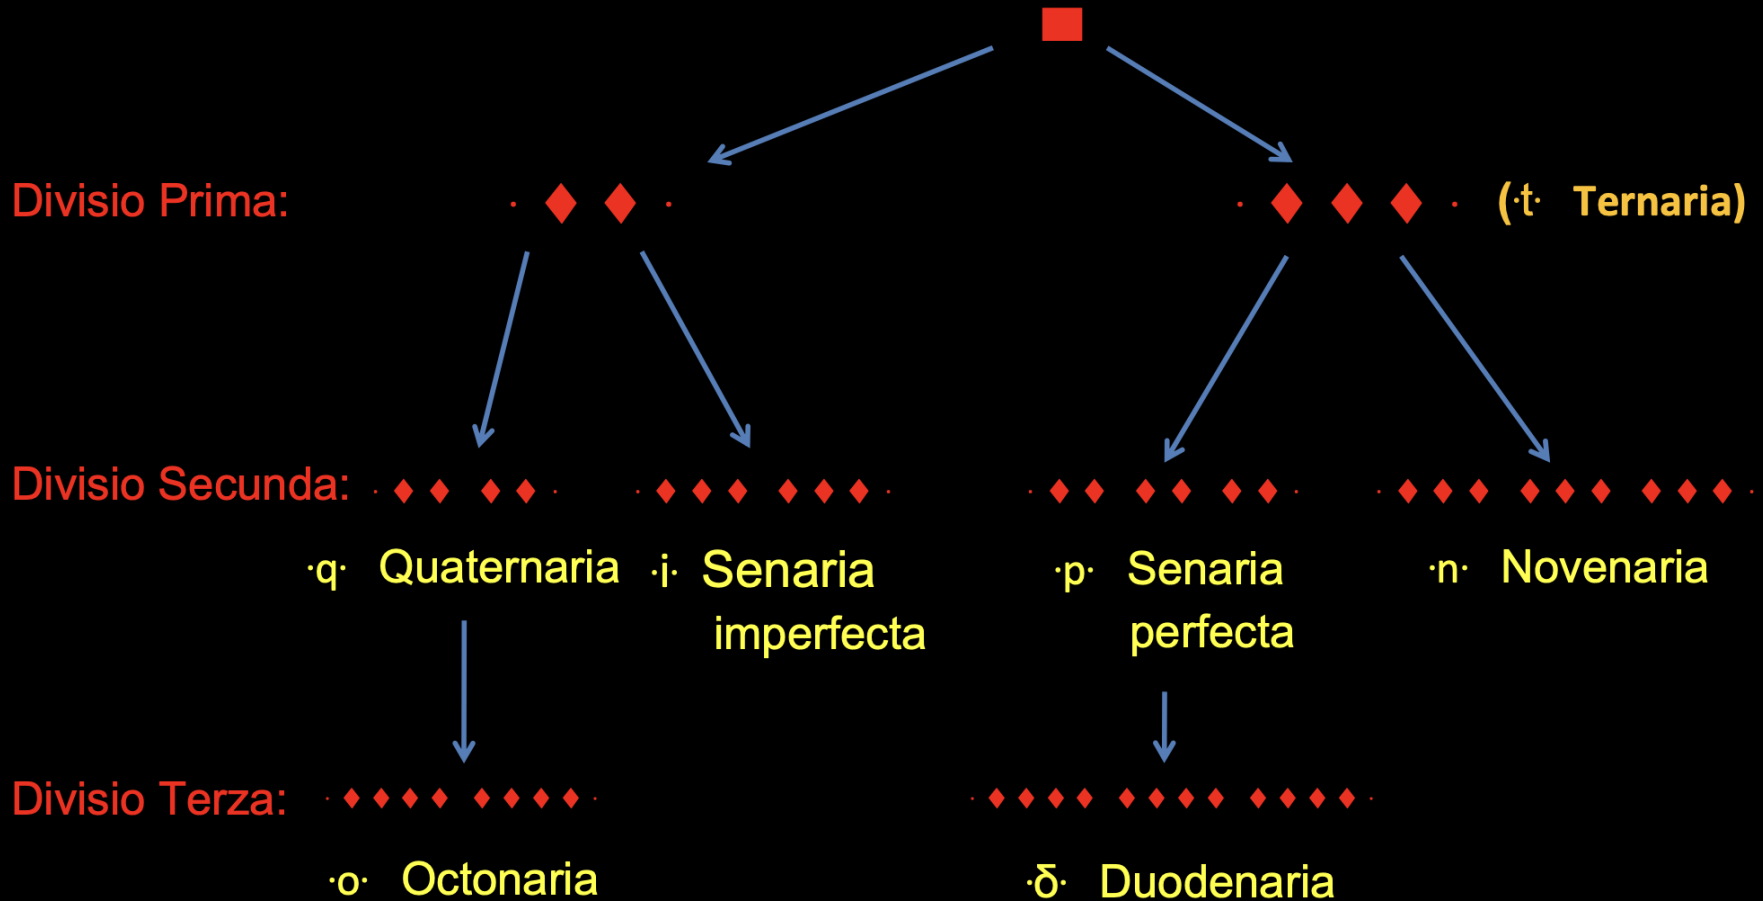 Divisio Prima:
(·t· Ternaria)
Divisio Secunda:
·q· Quaternaria
·i· Senaria
imperfecta
·p· Senaria
perfecta
·n· Novenaria
Divisio Terza:
·o· Octonaria
·δ· Duodenaria